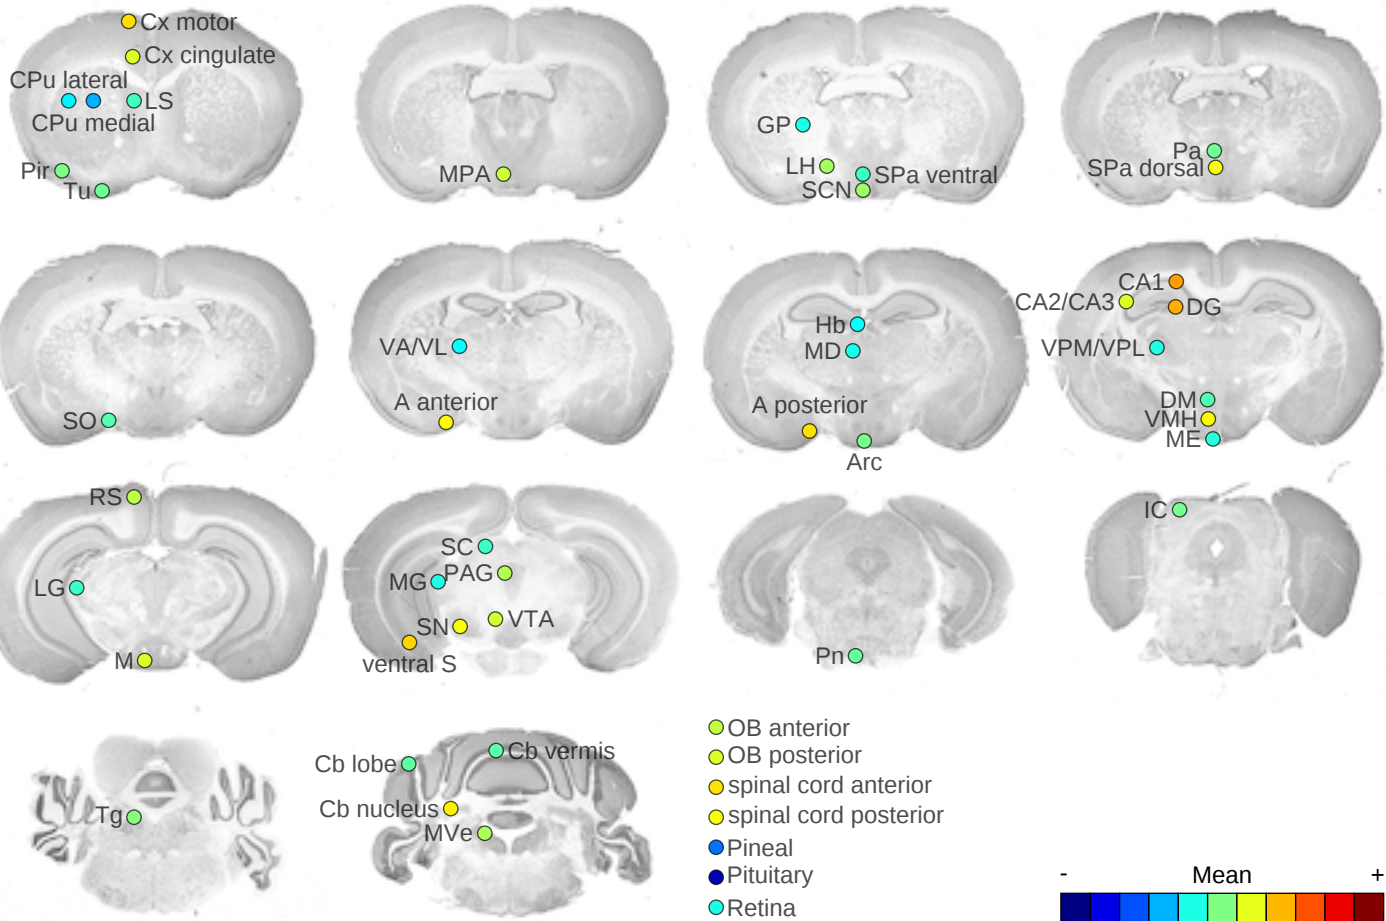 Cx motor
Cx cingulate
CPu lateral
LS
CPu medial
Pir
Tu
MPA
GP
LH
SPa ventral
SCN
Pa
SPa dorsal
SO
VA/VL
A anterior
Hb
MD
A posterior
Arc
CA1
CA2/CA3
DG
VPM/VPL
DM
VMH
ME
RS
LG
M
SC
MG
PAG
SN
VTA
ventral S
Pn
IC
Tg
Cb lobe
Cb vermis
Cb nucleus
MVe
OB anterior
OB posterior
spinal cord anterior
spinal cord posterior
Pineal
Pituitary
Retina
- Mean +